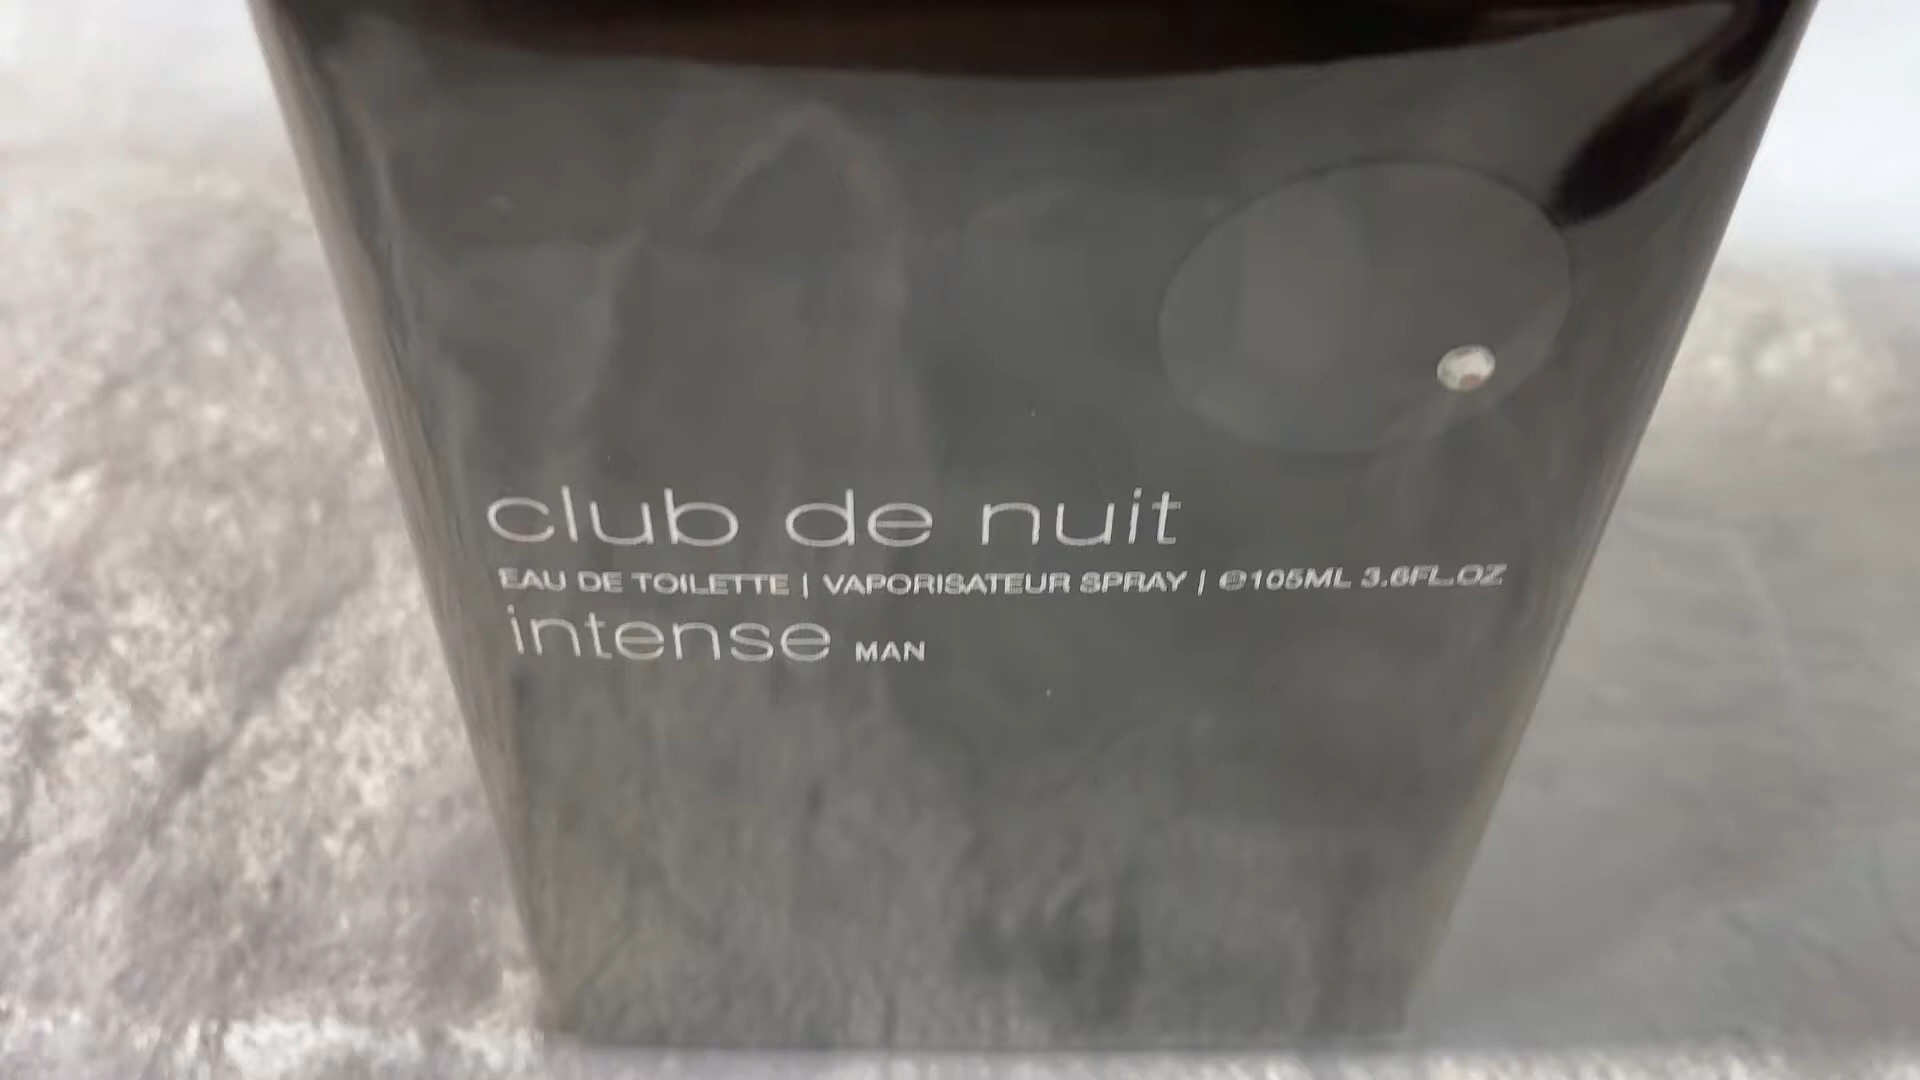 club de nuit
EAU DE TOILETTE | VAPORISATEUR SPRAY | ℮105ML 3.6FL.OZ
intense MAN